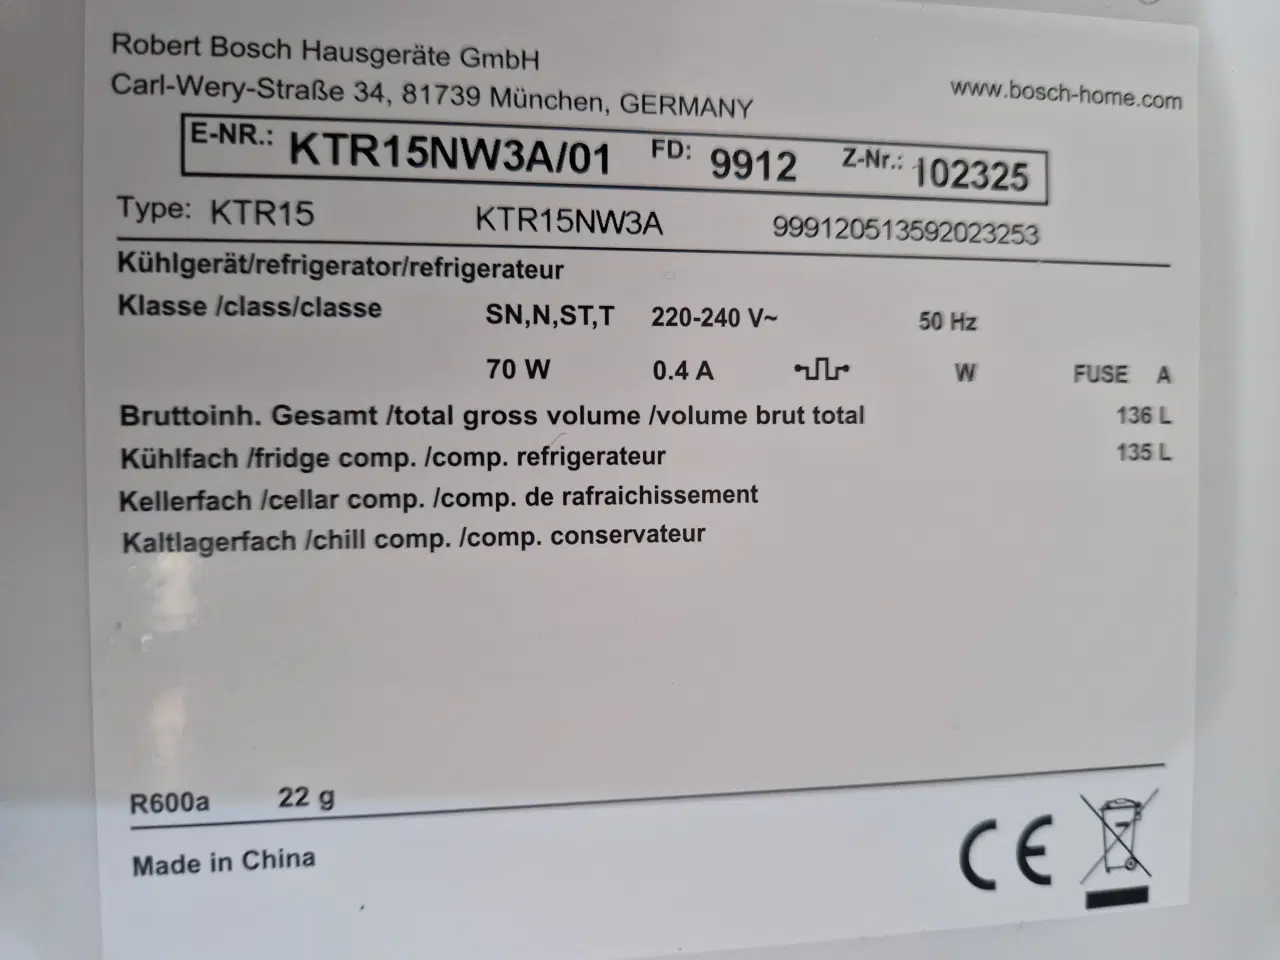 Robert Bosch Hausgeräte GmbH
Carl-Wery-Straße 34, 81739 München, GERMANY
www.bosch-home.com
E-NR.: KTR15NW3A/01 FD: 9912 Z-Nr.: 102325
Type: KTR15 KTR15NW3A 999120513592023253
Kühlgerät/refrigerator/refrigerateur
Klasse /class/classe SN,N,ST,T 220-240 V~ 50 Hz
70 W 0.4 A W FUSE A
Bruttoinh. Gesamt /total gross volume /volume brut total 136 L
Kühlfach /fridge comp. /comp. refrigerateur 135 L
Kellerfach /cellar comp. /comp. de rafraichissement
Kaltlagerfach /chill comp. /comp. conservateur
R600a 22 g
Made in China
CE